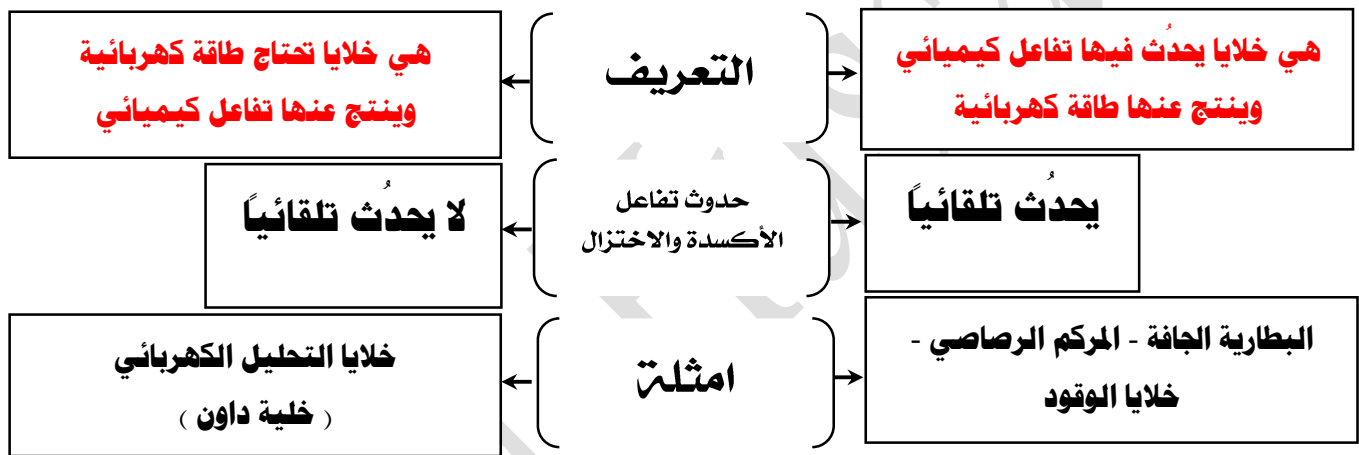 هي خلايا يحدُث فيها تفاعل كيميائي
وينتج عنها طاقة كهربائية
التعريف
هي خلايا تحتاج طاقة كهربائية
وينتج عنها تفاعل كيميائي
يحدُث تلقائياً
حدوث تفاعل
الأكسدة والاختزال
لا يحدُث تلقائياً
البطارية الجافة - المركم الرصاصي -
خلايا الوقود
امثلة
خلايا التحليل الكهربائي
( خلية داون )